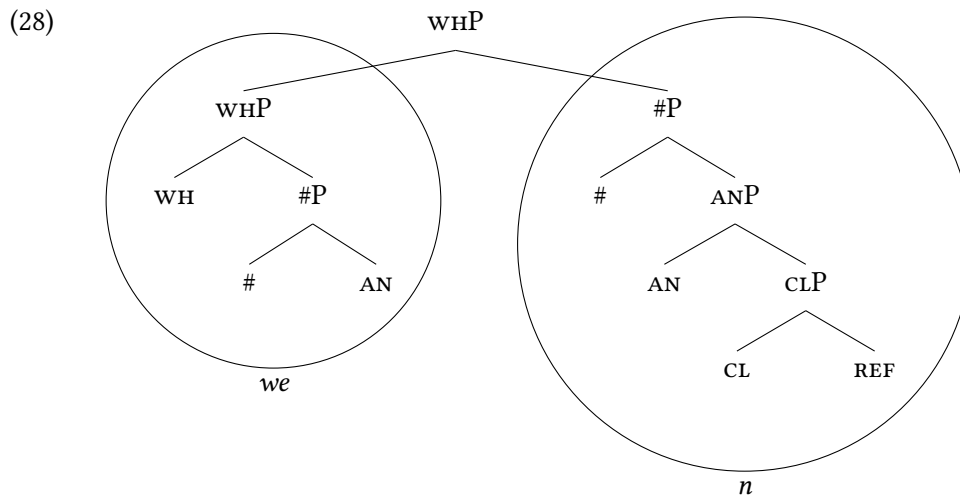 (28) WHP
WHP #P
WH #P # ANP
# AN AN CLP
we CL REF
n